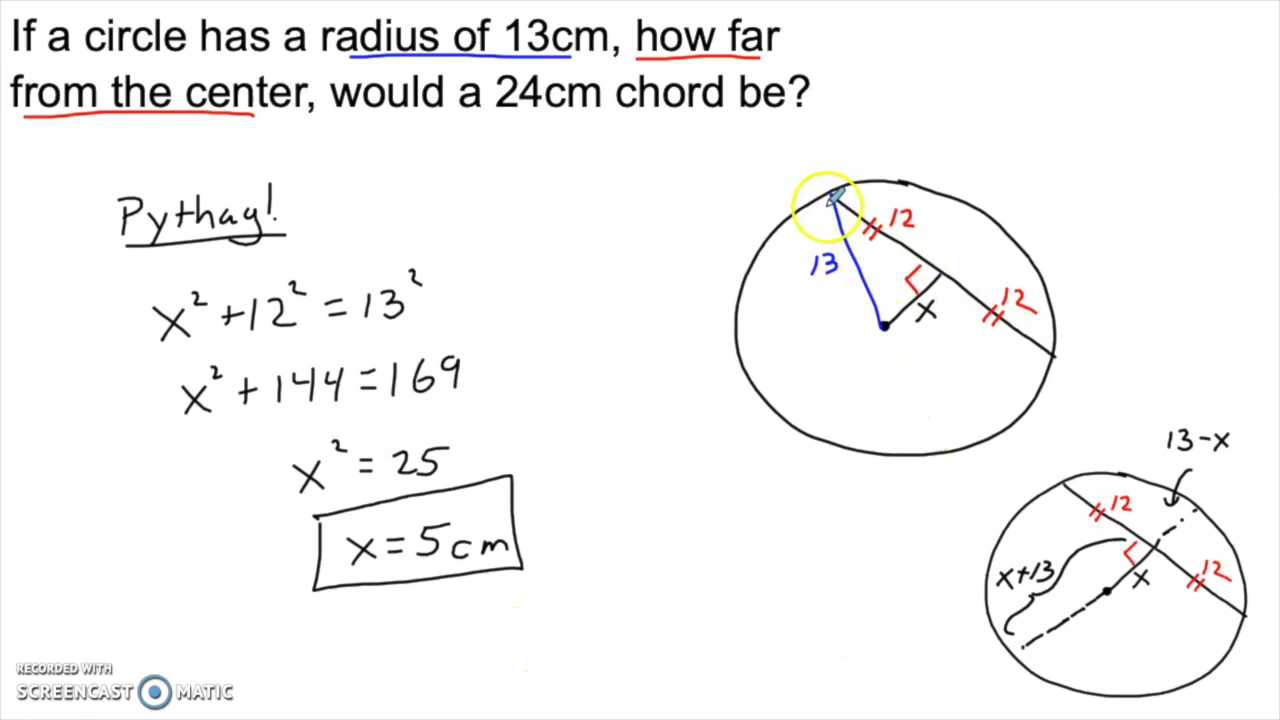 If a circle has a radius of 13cm, how far
from the center, would a 24cm chord be?
Pythag!
x² + 12² = 13²
x² + 144 = 169
x² = 25
x = 5cm
12
13
x
12
13-x
12
x+13
x
12
RECORDED WITH
SCREENCAST MATIC